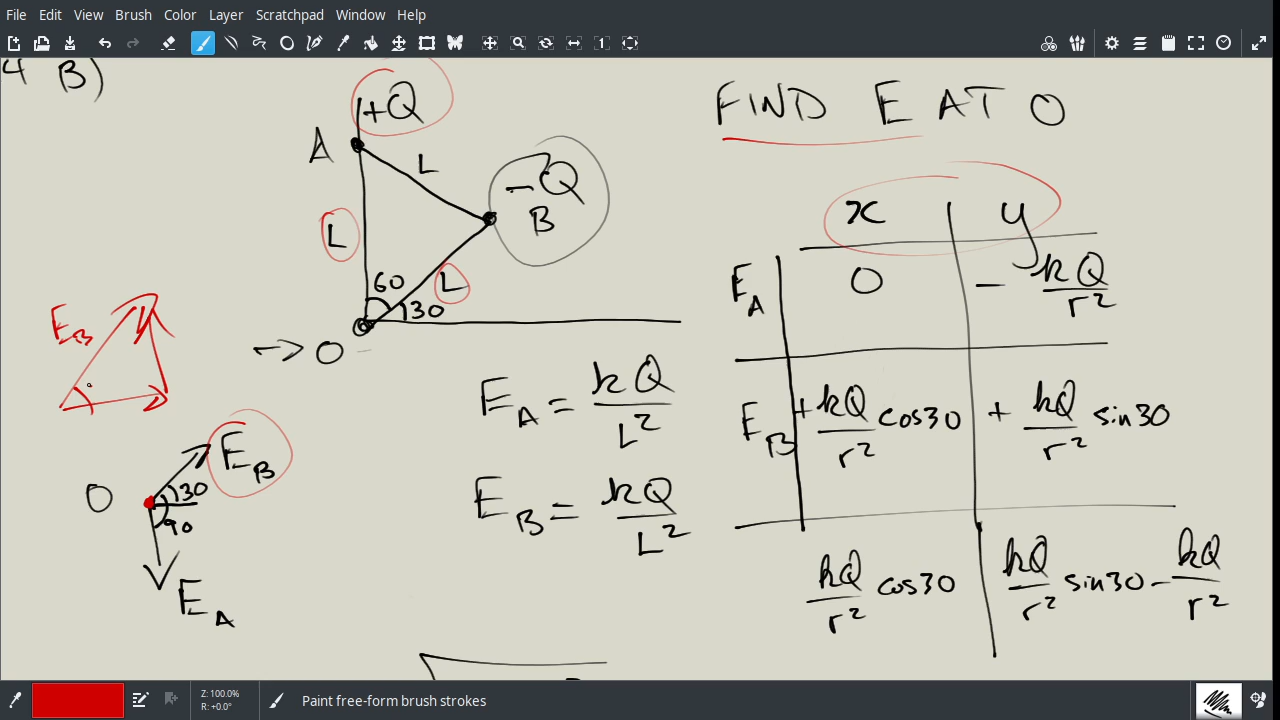 File Edit View Brush Color Layer Scratchpad Window Help
4 B)
+Q
FIND E AT O
A
L
-Q
B
L
x y
60
L
130
E_A 0 - kQ/r²
E_B
-> O
E_A = kQ/L²
E_B +kQ/r² cos30 + kQ/r² sin30
E_B
O
130
90
E_B = kQ/L²
E_A
kQ/r² cos30 kQ/r² sin30 - kQ/r²
Z: 100.0%
R: +0.0°
Paint free-form brush strokes